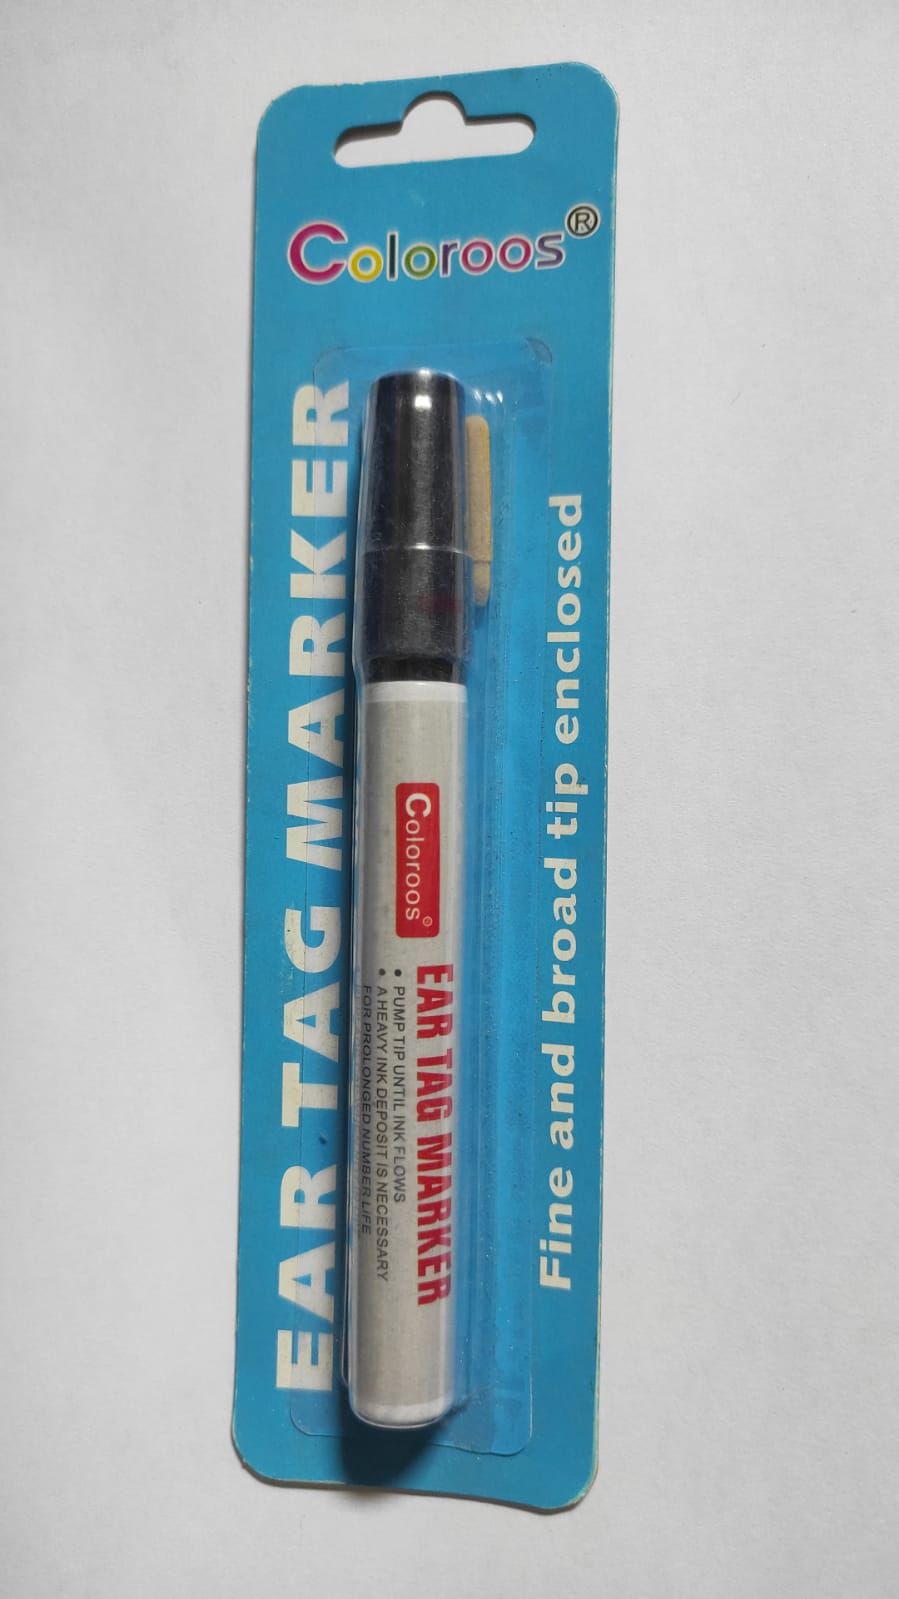 Coloroos®
EAR TAG MARKER
Fine and broad tip enclosed
Coloroos®
EAR TAG MARKER
• PUMP TIP UNTIL INK FLOWS
• A HEAVY INK DEPOSIT IS NECESSARY
FOR PROLONGED NUMBER LIFE